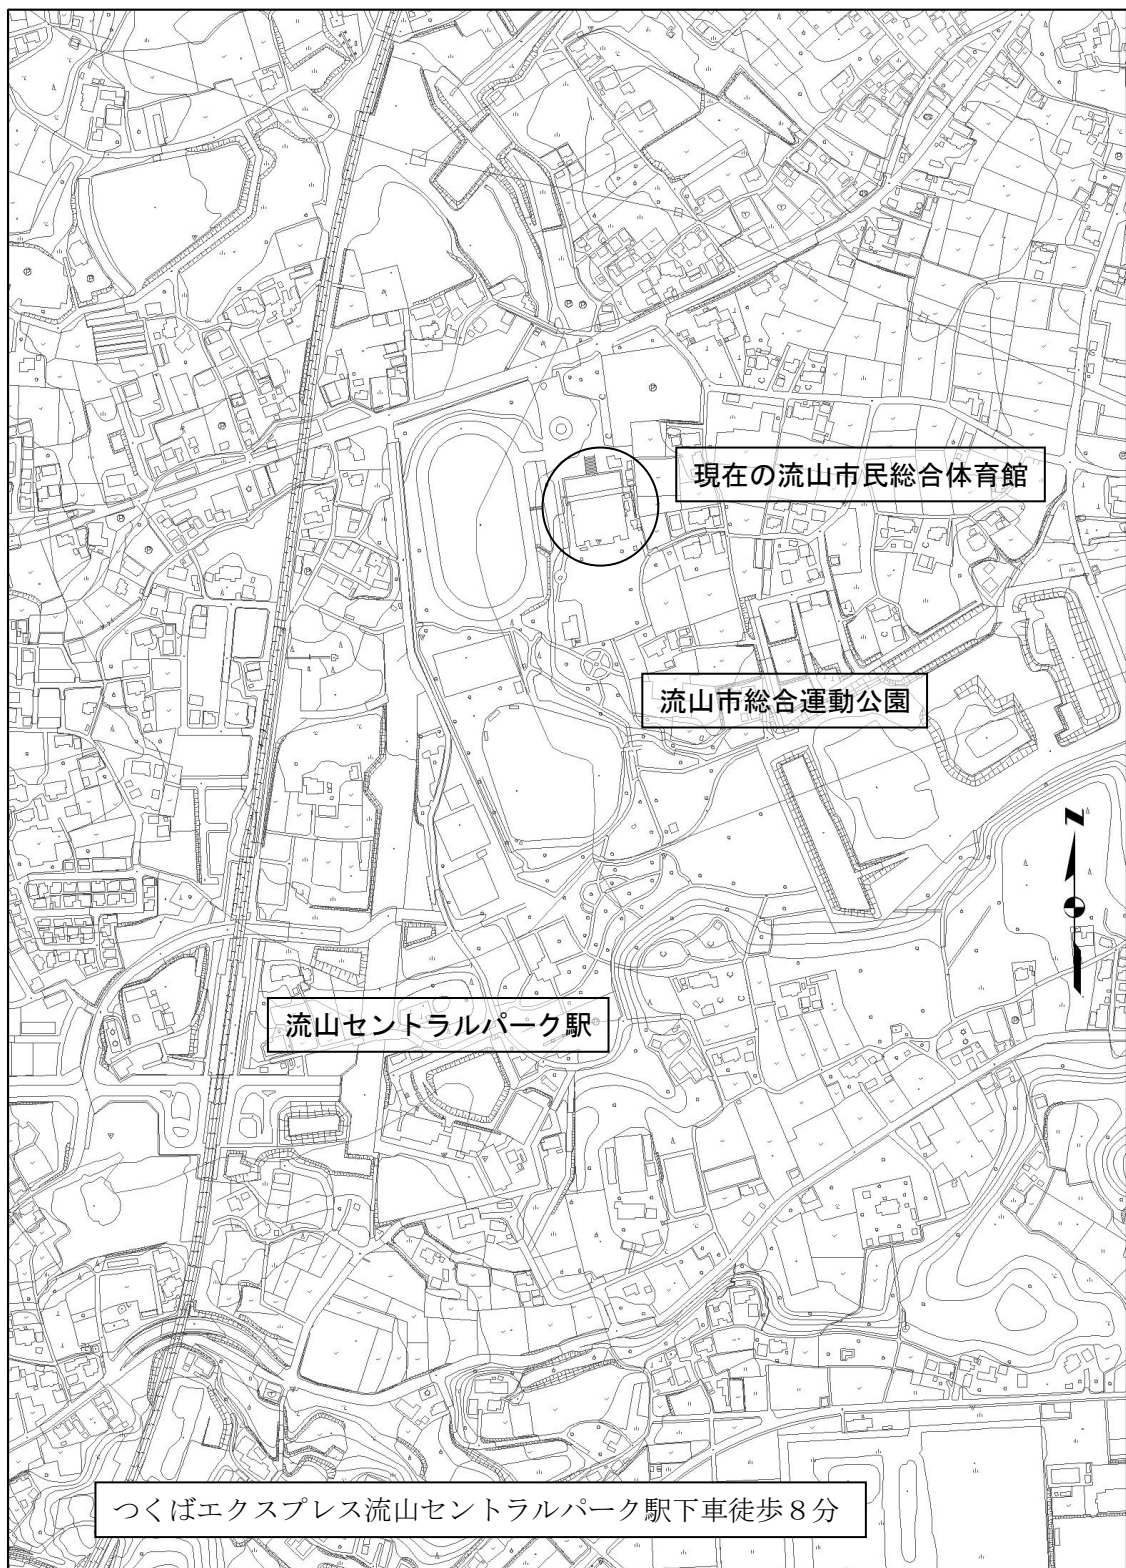 現在の流山市民総合体育館
流山市総合運動公園
N
流山セントラルパーク駅
つくばエクスプレス流山セントラルパーク駅下車徒歩８分